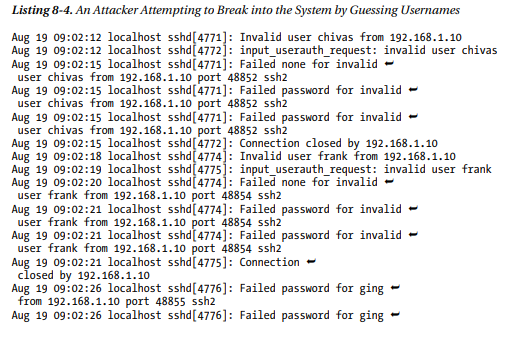 Listing 8-4. An Attacker Attempting to Break into the System by Guessing Usernames
Aug 19 09:02:12 localhost sshd[4771]: Invalid user chivas from 192.168.1.10
Aug 19 09:02:12 localhost sshd[4772]: input_userauth_request: invalid user chivas
Aug 19 09:02:15 localhost sshd[4771]: Failed none for invalid ➥
user chivas from 192.168.1.10 port 48852 ssh2
Aug 19 09:02:15 localhost sshd[4771]: Failed password for invalid ➥
user chivas from 192.168.1.10 port 48852 ssh2
Aug 19 09:02:15 localhost sshd[4771]: Failed password for invalid ➥
user chivas from 192.168.1.10 port 48852 ssh2
Aug 19 09:02:15 localhost sshd[4772]: Connection closed by 192.168.1.10
Aug 19 09:02:18 localhost sshd[4774]: Invalid user frank from 192.168.1.10
Aug 19 09:02:19 localhost sshd[4775]: input_userauth_request: invalid user frank
Aug 19 09:02:20 localhost sshd[4774]: Failed none for invalid ➥
user frank from 192.168.1.10 port 48854 ssh2
Aug 19 09:02:21 localhost sshd[4774]: Failed password for invalid ➥
user frank from 192.168.1.10 port 48854 ssh2
Aug 19 09:02:21 localhost sshd[4774]: Failed password for invalid ➥
user frank from 192.168.1.10 port 48854 ssh2
Aug 19 09:02:21 localhost sshd[4775]: Connection ➥
closed by 192.168.1.10
Aug 19 09:02:26 localhost sshd[4776]: Failed password for ging ➥
from 192.168.1.10 port 48855 ssh2
Aug 19 09:02:26 localhost sshd[4776]: Failed password for ging ➥